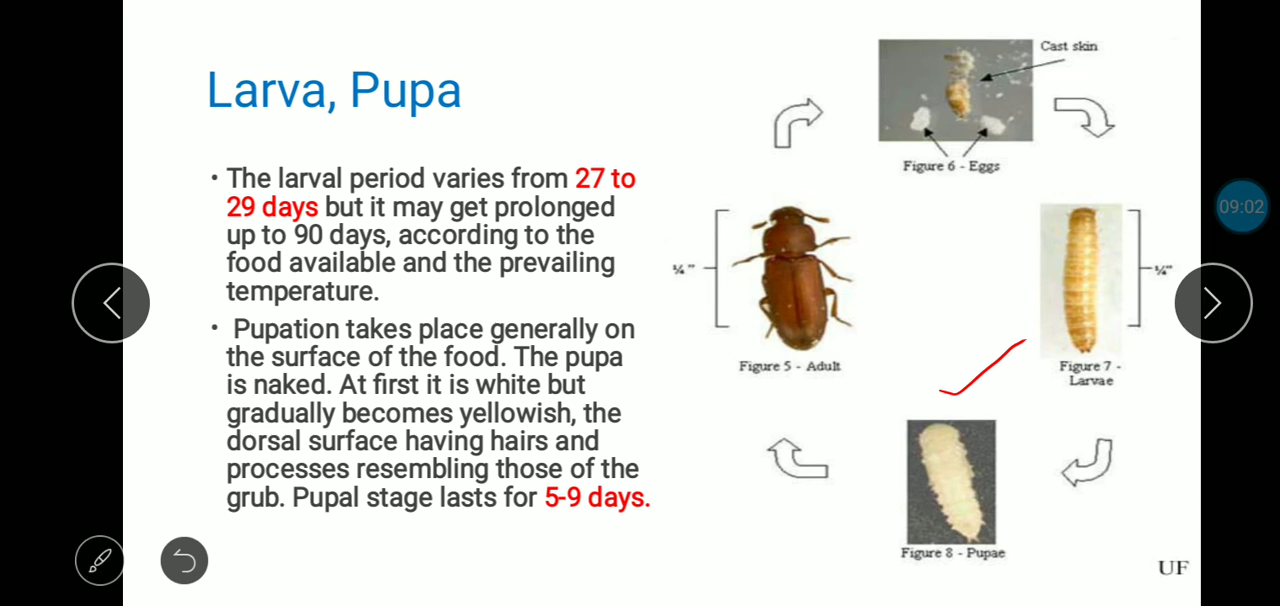 Larva, Pupa
• The larval period varies from 27 to
29 days but it may get prolonged
up to 90 days, according to the
food available and the prevailing
temperature.
• Pupation takes place generally on
the surface of the food. The pupa
is naked. At first it is white but
gradually becomes yellowish, the
dorsal surface having hairs and
processes resembling those of the
grub. Pupal stage lasts for 5-9 days.
Cast skin
Figure 6 - Eggs
¼"
Figure 5 - Adult
¼"
Figure 7 -
Larvae
Figure 8 - Pupae
UF
09:02